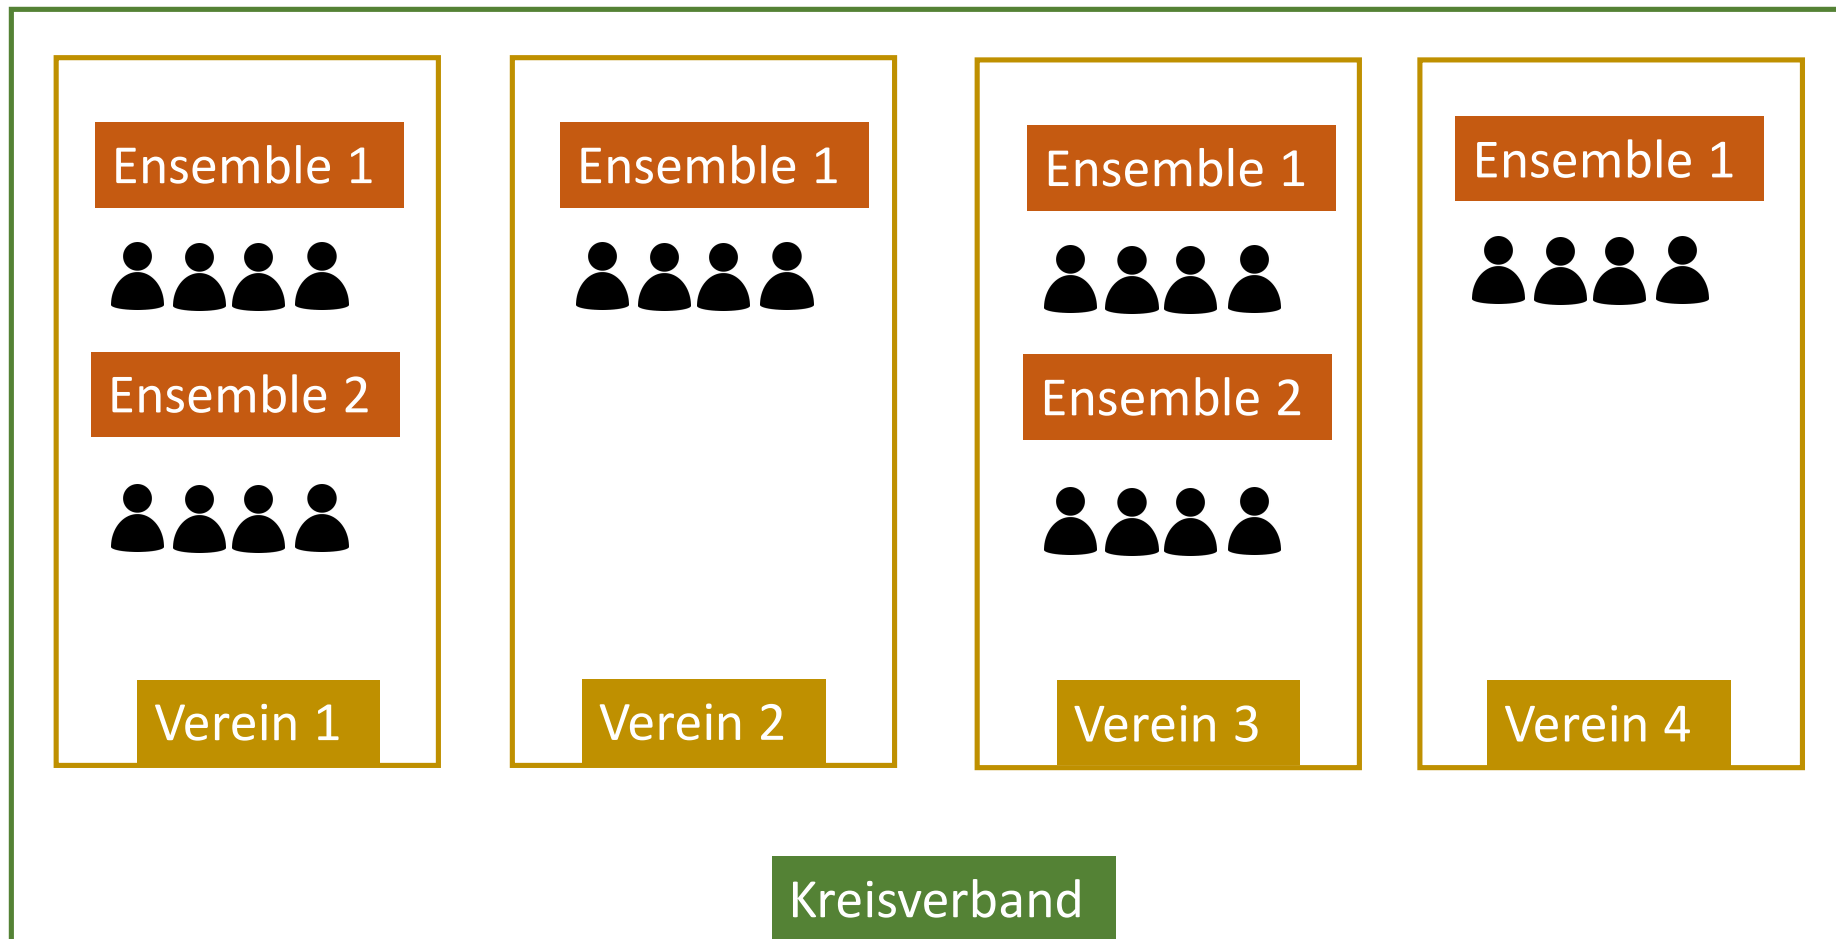 Ensemble 1
Ensemble 2
Verein 1
Ensemble 1
Verein 2
Ensemble 1
Ensemble 2
Verein 3
Ensemble 1
Verein 4
Kreisverband